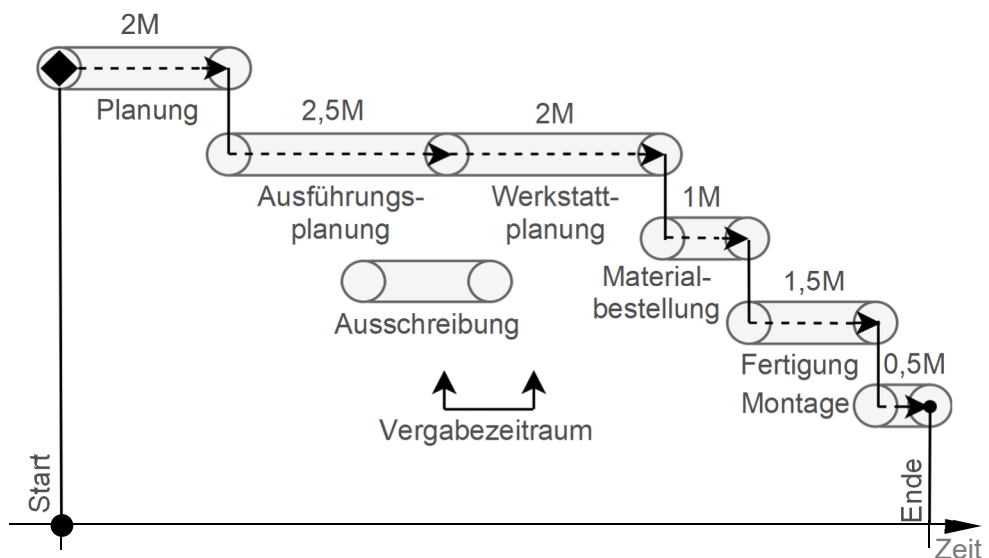 2M
Planung
2,5M
2M
Ausführungs-
planung
Werkstatt-
planung
1M
Material-
bestellung
Ausschreibung
1,5M
Fertigung
0,5M
Montage
Vergabezeitraum
Start
Ende
Zeit